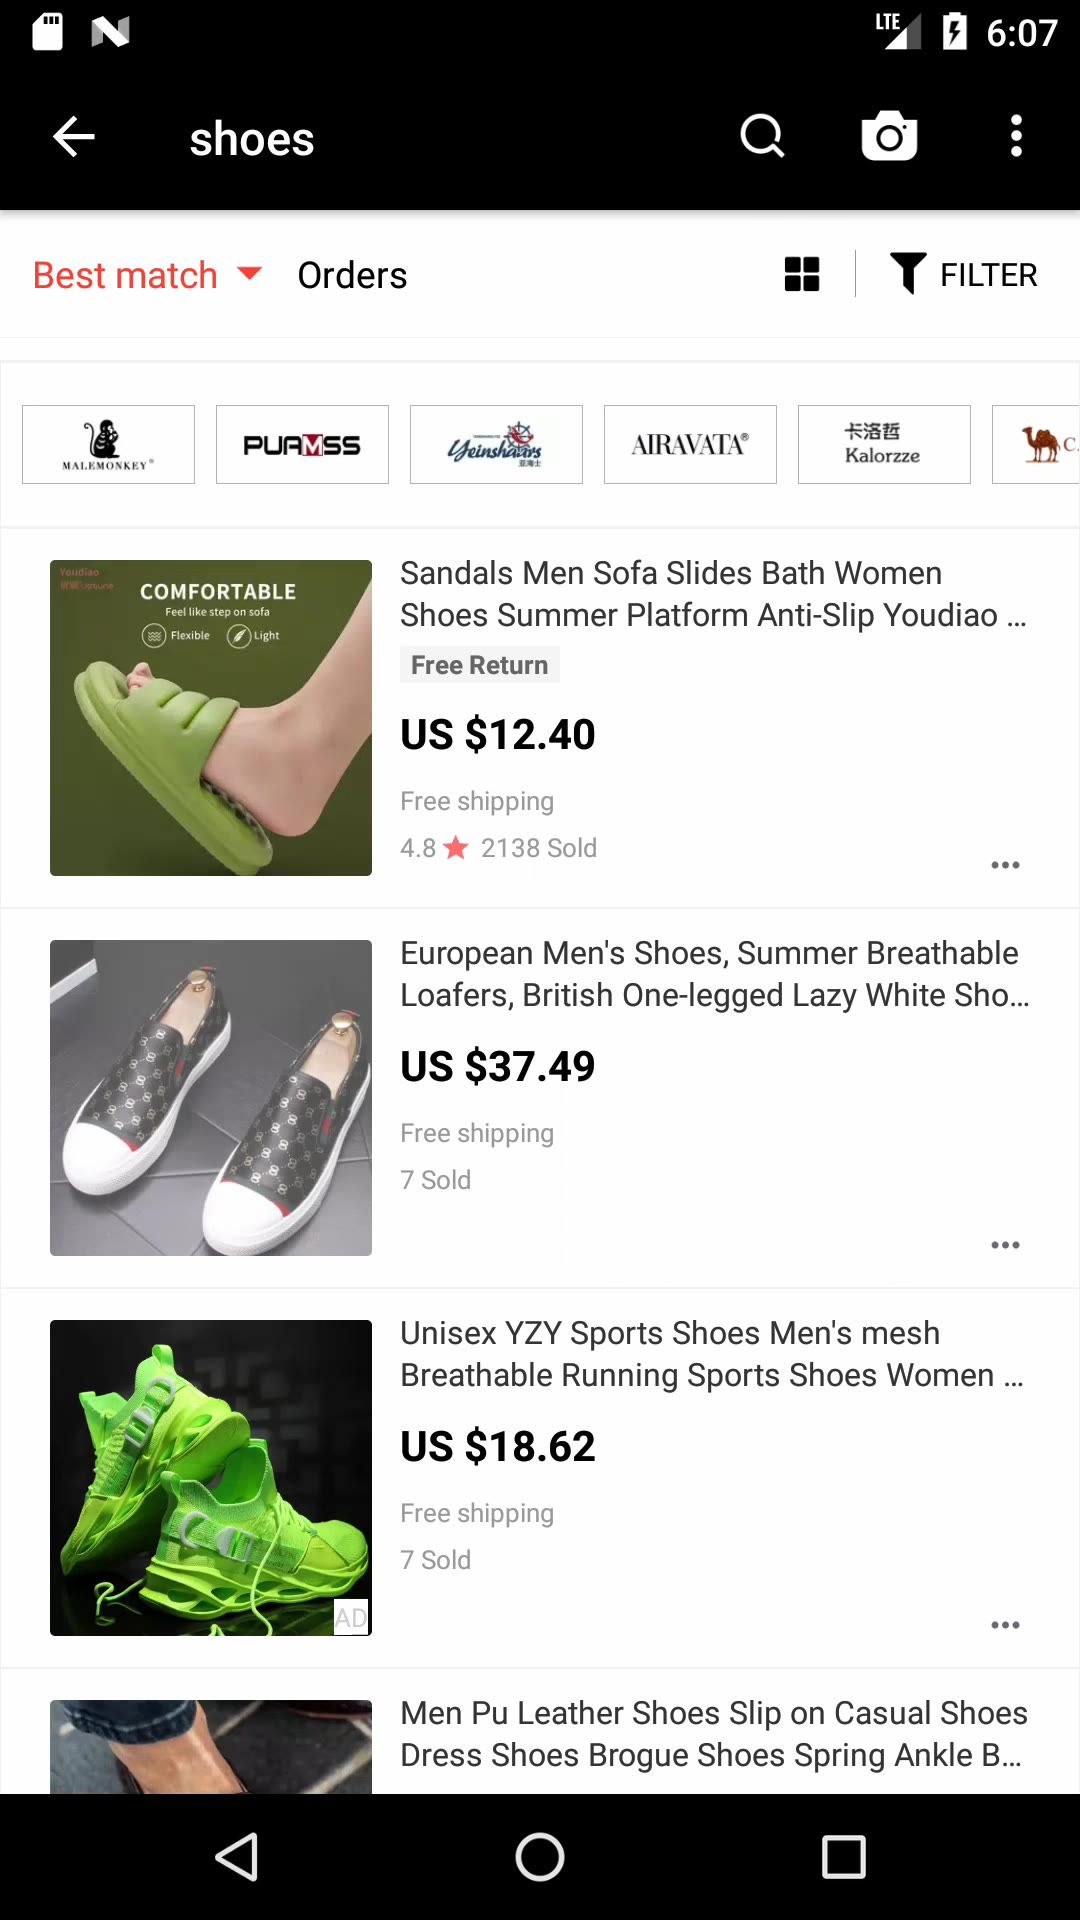 LTE 6:07
shoes
Best match Orders FILTER
MALEMONKEY®
PUAMSS
Yeinshaars
亚海士
AIRAVATA®
卡洛哲
Kalorzze
C
Youdiao
COMFORTABLE
Feel like step on sofa
Flexible Light
Sandals Men Sofa Slides Bath Women
Shoes Summer Platform Anti-Slip Youdiao ...
Free Return
US $12.40
Free shipping
4.8 2138 Sold
European Men's Shoes, Summer Breathable
Loafers, British One-legged Lazy White Sho...
US $37.49
Free shipping
7 Sold
Unisex YZY Sports Shoes Men's mesh
Breathable Running Sports Shoes Women ...
US $18.62
Free shipping
7 Sold
AD
Men Pu Leather Shoes Slip on Casual Shoes
Dress Shoes Brogue Shoes Spring Ankle B...